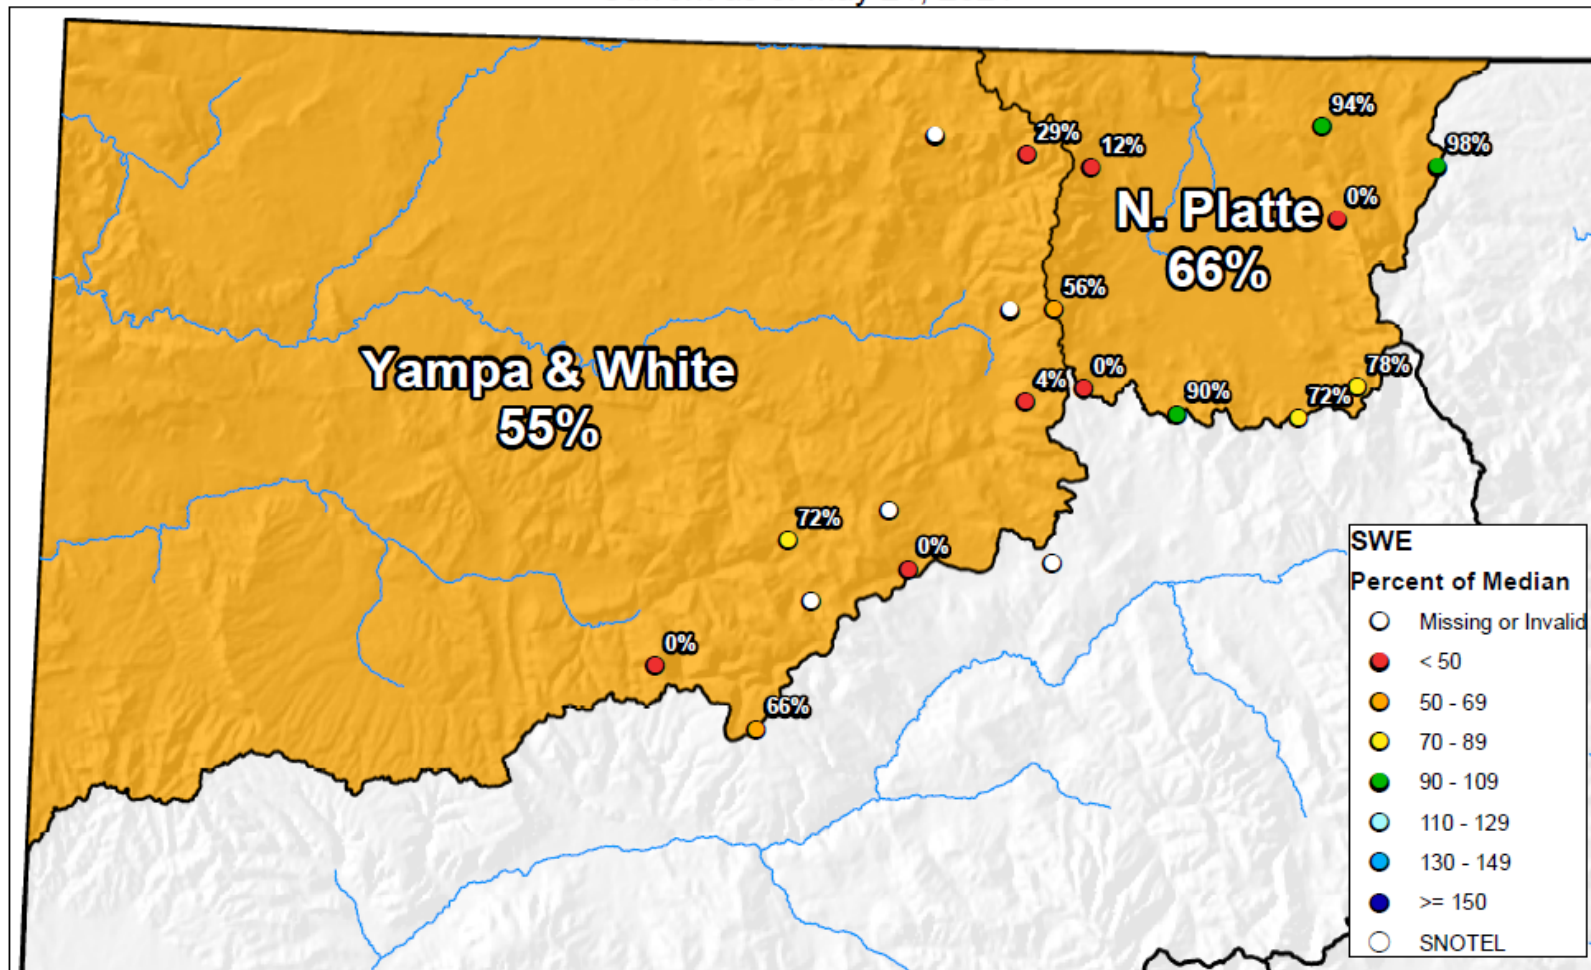 94%
29%
12%
98%
0%
N. Platte
66%
56%
Yampa & White
55%
4%
0%
90%
72%
78%
72%
0%
0%
66%
SWE
Percent of Median
Missing or Invalid
< 50
50 - 69
70 - 89
90 - 109
110 - 129
130 - 149
>= 150
SNOTEL